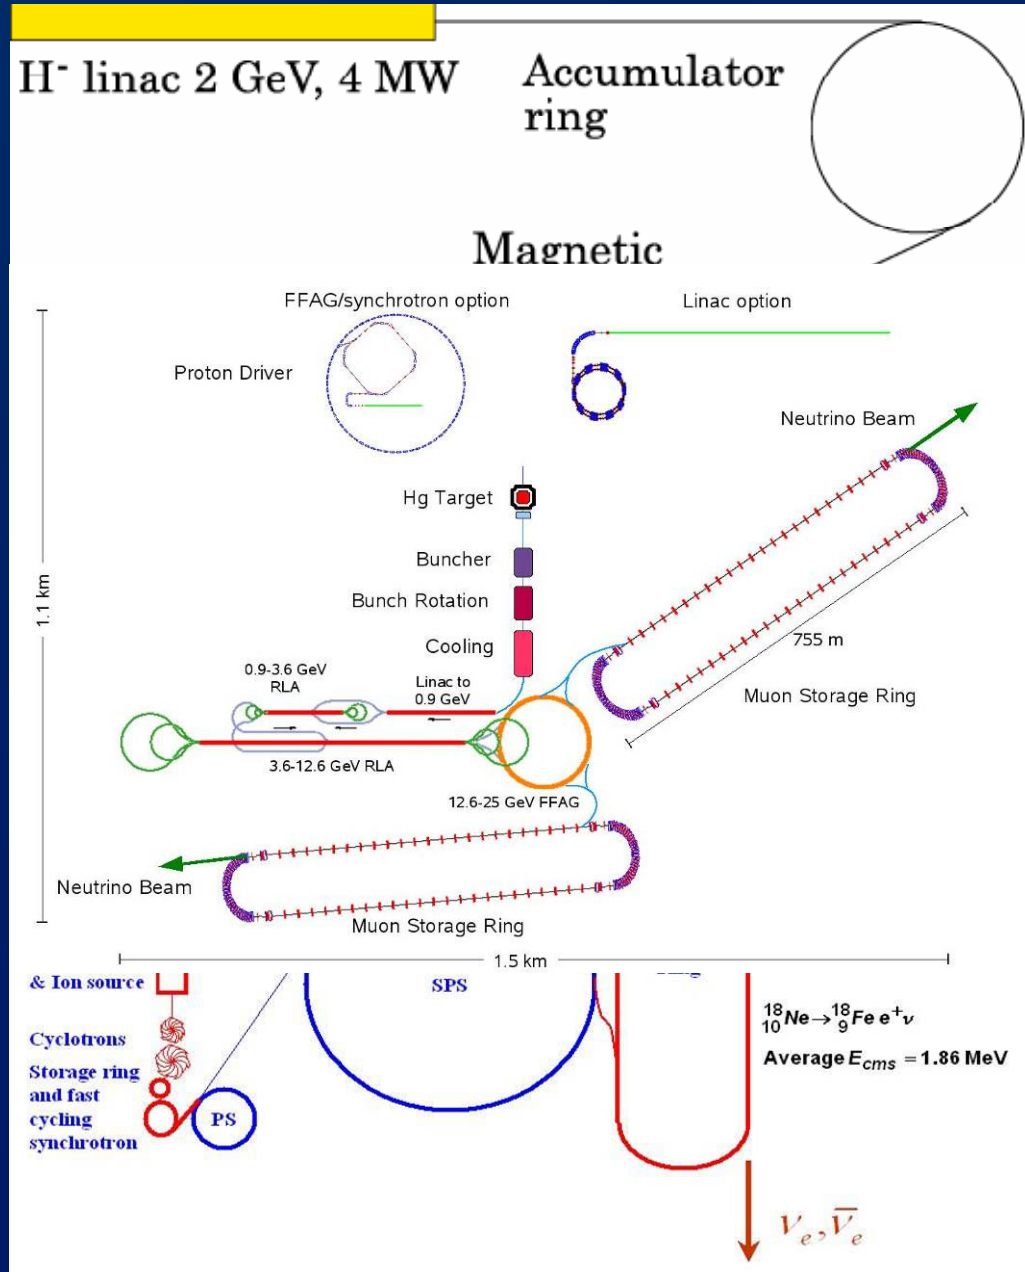 H⁻ linac 2 GeV, 4 MW
Accumulator
ring
Magnetic
FFAG/synchrotron option
Linac option
Proton Driver
Neutrino Beam
Hg Target
Buncher
Bunch Rotation
Cooling
1.1 km
755 m
0.9-3.6 GeV
RLA
Linac to
0.9 GeV
Muon Storage Ring
3.6-12.6 GeV RLA
12.6-25 GeV FFAG
Neutrino Beam
Muon Storage Ring
1.5 km
& Ion source
SPS
Cyclotrons
Storage ring
and fast
cycling
synchrotron
PS
¹⁸₁₀Ne→¹⁸₉Fe e⁺ν
Average E_cms = 1.86 MeV
ν_e, ν̅_e